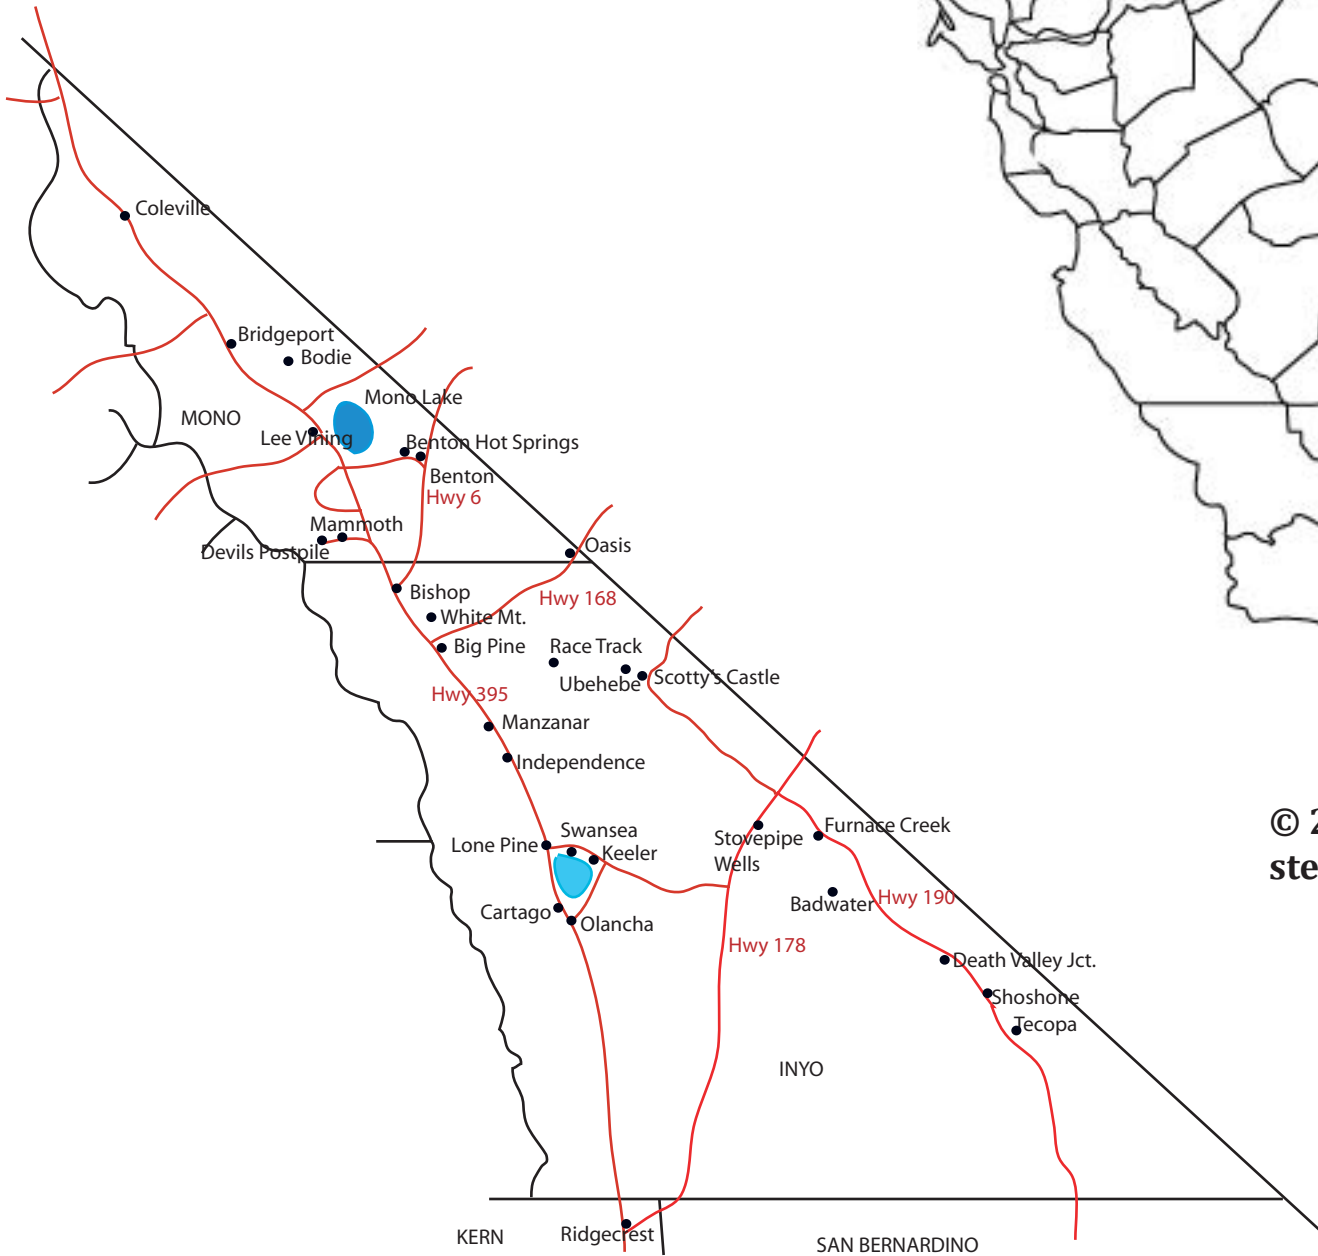 Coleville
Bridgeport
Bodie
Mono Lake
MONO
Lee Vining
Benton Hot Springs
Benton
Hwy 6
Mammoth
Devils Postpile
Oasis
Bishop
Hwy 168
White Mt.
Big Pine
Race Track
Ubehebe
Scotty's Castle
Hwy 395
Manzanar
Independence
Swansea
Lone Pine
Keeler
Stovepipe
Wells
Furnace Creek
Badwater
Hwy 190
© 2
ste
Cartago
Olancha
Hwy 178
Death Valley Jct.
Shoshone
Tecopa
INYO
KERN
Ridgecrest
SAN BERNARDINO